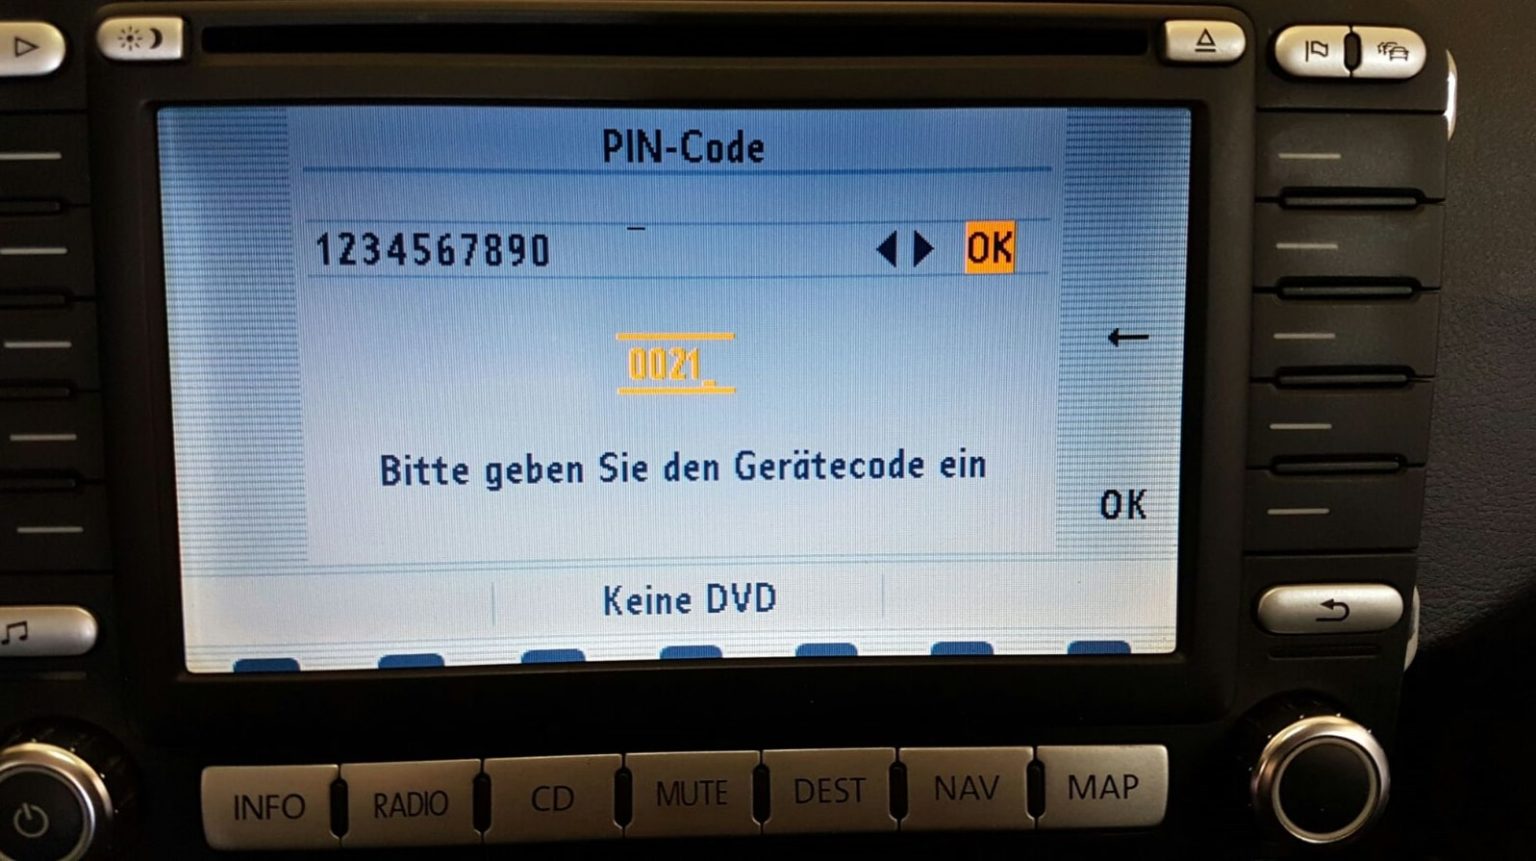 PIN-Code
1234567890 OK
0021_
Bitte geben Sie den Gerätecode ein
OK
Keine DVD
INFO RADIO CD MUTE DEST NAV MAP